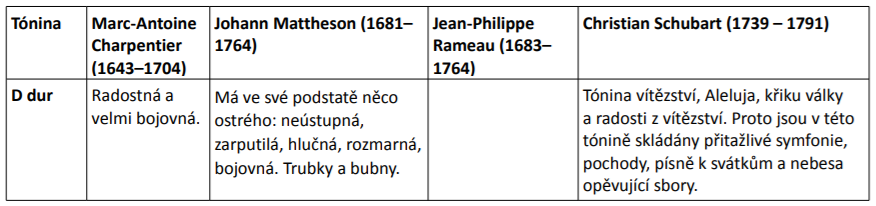 Tónina
Marc-Antoine
Charpentier
(1643–1704)
Johann Mattheson (1681–
1764)
Jean-Philippe
Rameau (1683–
1764)
Christian Schubart (1739 – 1791)
D dur
Radostná a
velmi bojovná.
Má ve své podstatě něco
ostrého: neústupná,
zarputilá, hlučná, rozmarná,
bojovná. Trubky a bubny.
Tónina vítězství, Aleluja, křiku války
a radosti z vítězství. Proto jsou v této
tónině skládány přitažlivé symfonie,
pochody, písně k svátkům a nebesa
opěvující sbory.